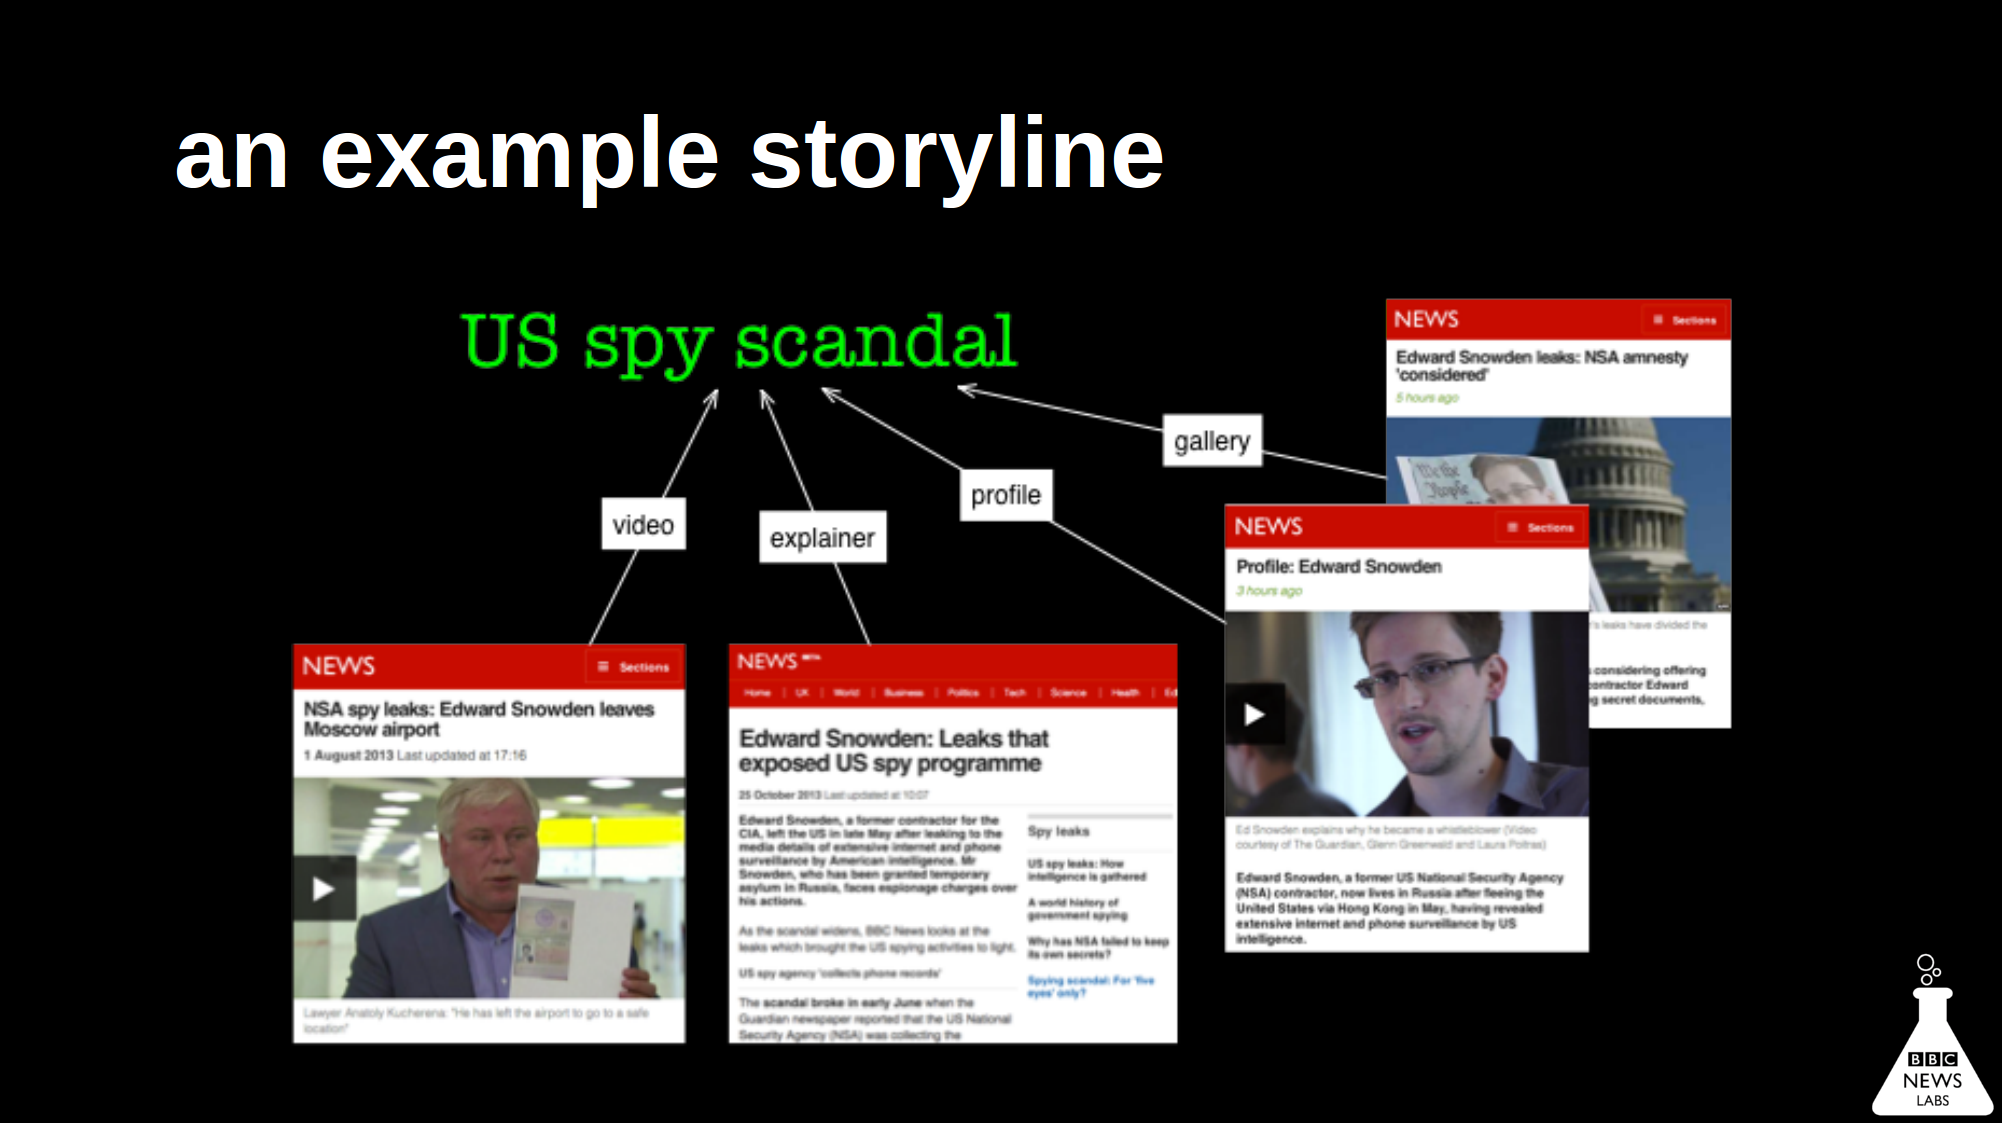 an example storyline
US spy scandal
video
explainer
profile
gallery
NEWS
Sections
NSA spy leaks: Edward Snowden leaves
Moscow airport
1 August 2013 Last updated at 17:16
Lawyer Anatoly Kucherena: "He has left the airport to go to a safe
location"
NEWS BETA
Home | UK | World | Business | Politics | Tech | Science | Health | Ed
Edward Snowden: Leaks that
exposed US spy programme
25 October 2013 Last updated at 10:07
Edward Snowden, a former contractor for the
CIA, left the US in late May after leaking to the
media details of extensive internet and phone
surveillance by American intelligence. Mr
Snowden, who has been granted temporary
asylum in Russia, faces espionage charges over
his actions.
As the scandal widens, BBC News looks at the
leaks which brought the US spying activities to light.
US spy agency 'collects phone records'
The scandal broke in early June when the
Guardian newspaper reported that the US National
Security Agency (NSA) was collecting the
Spy leaks
US spy leaks: How
intelligence is gathered
A world history of
government spying
Why has NSA failed to keep
its own secrets?
Spying scandal: For 'five
eyes' only?
NEWS
Sections
Profile: Edward Snowden
3 hours ago
Ed Snowden explains why he became a whistleblower (Video
courtesy of The Guardian, Glenn Greenwald and Laura Poitras)
Edward Snowden, a former US National Security Agency
(NSA) contractor, now lives in Russia after fleeing the
United States via Hong Kong in May, having revealed
extensive internet and phone surveillance by US
intelligence.
NEWS
Sections
Edward Snowden leaks: NSA amnesty
'considered'
5 hours ago
We the
People
's leaks have divided the
considering offering
contractor Edward
g secret documents,
BBC
NEWS
LABS